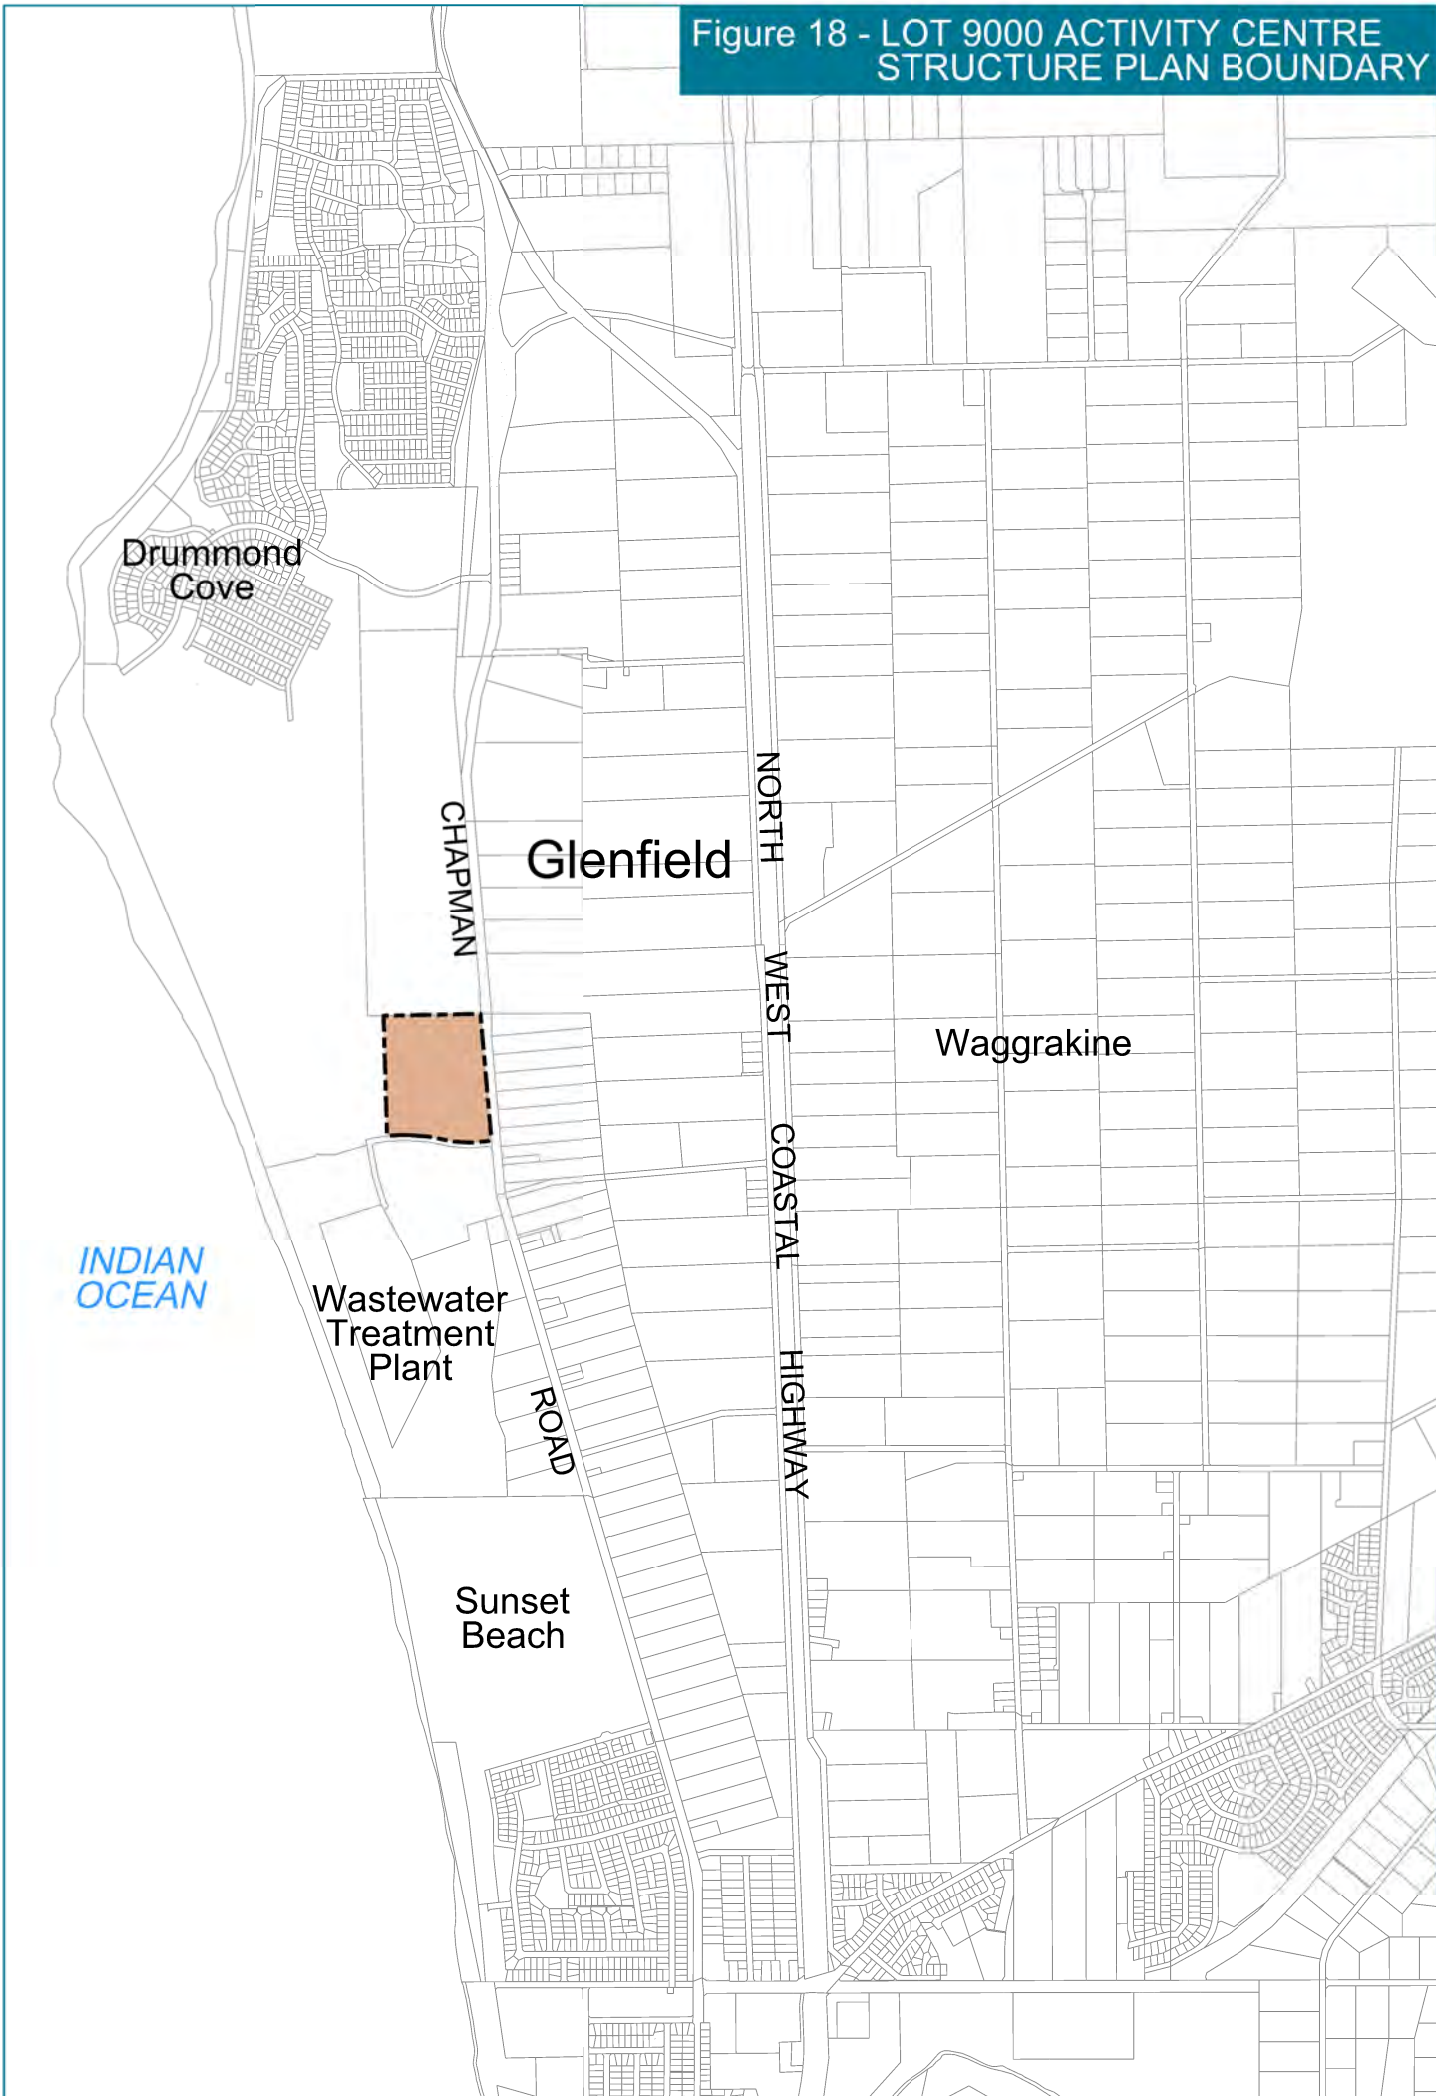 Figure 18 - LOT 9000 ACTIVITY CENTRE
STRUCTURE PLAN BOUNDARY
Drummond
Cove
NORTH
CHAPMAN
Glenfield
WEST
Waggrakine
COASTAL
INDIAN
OCEAN
Wastewater
Treatment
Plant
HIGHWAY
ROAD
Sunset
Beach